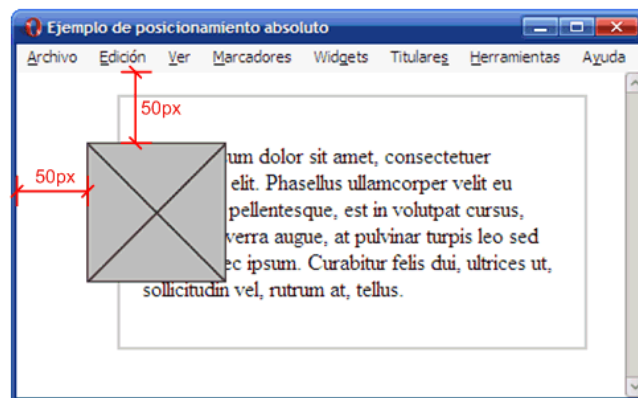 Ejemplo de posicionamiento absoluto
Archivo Edición Ver Marcadores Widgets Titulares Herramientas Ayuda
50px
50px
um dolor sit amet, consectetuer
elit. Phasellus ullamcorper velit eu
pellentesque, est in volutpat cursus,
verra augue, at pulvinar turpis leo sed
ec ipsum. Curabitur felis dui, ultrices ut,
sollicitudin vel, rutrum at, tellus.